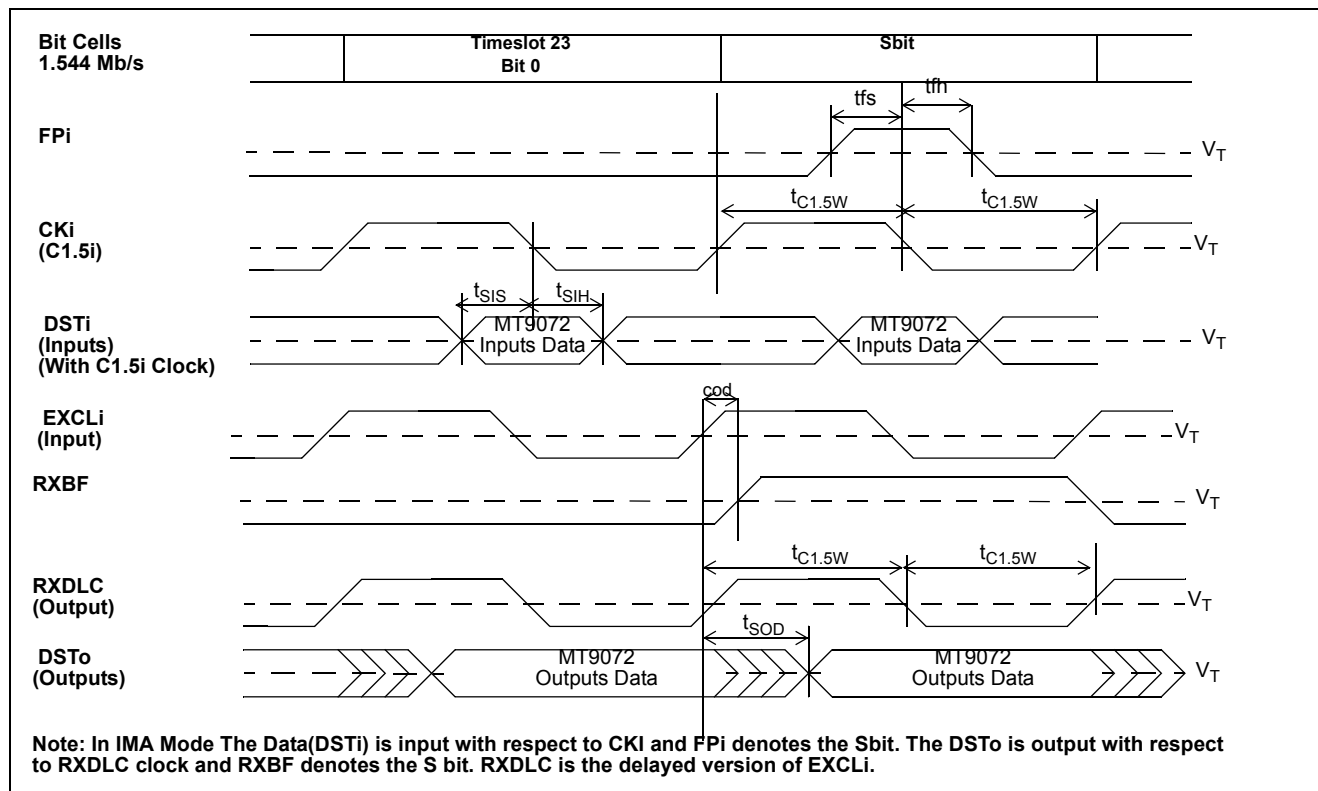 Bit Cells
1.544 Mb/s
Timeslot 23
Bit 0
Sbit
tfs
tfh
FPi
VT
tC1.5W
tC1.5W
CKi
(C1.5i)
VT
tSIS
tSIH
DSTi
(Inputs)
(With C1.5i Clock)
MT9072
Inputs Data
MT9072
Inputs Data
VT
cod
EXCLi
(Input)
VT
RXBF
VT
tC1.5W
tC1.5W
RXDLC
(Output)
VT
tSOD
DSTo
(Outputs)
MT9072
Outputs Data
MT9072
Outputs Data
VT
Note: In IMA Mode The Data(DSTi) is input with respect to CKI and FPi denotes the Sbit. The DSTo is output with respect
to RXDLC clock and RXBF denotes the S bit. RXDLC is the delayed version of EXCLi.